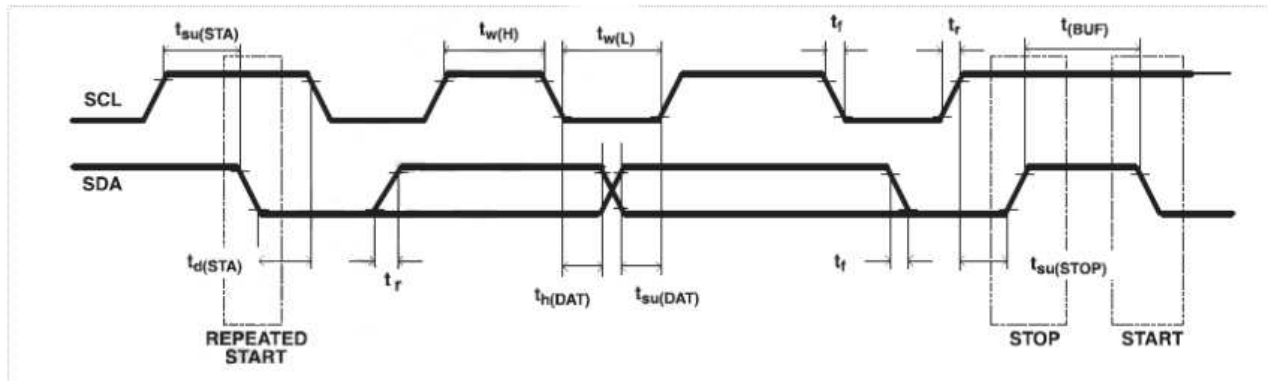 tsu(STA)
tw(H)
tw(L)
tf
tr
t(BUF)
SCL
SDA
td(STA)
tr
th(DAT)
tsu(DAT)
tf
tsu(STOP)
REPEATED
START
STOP
START